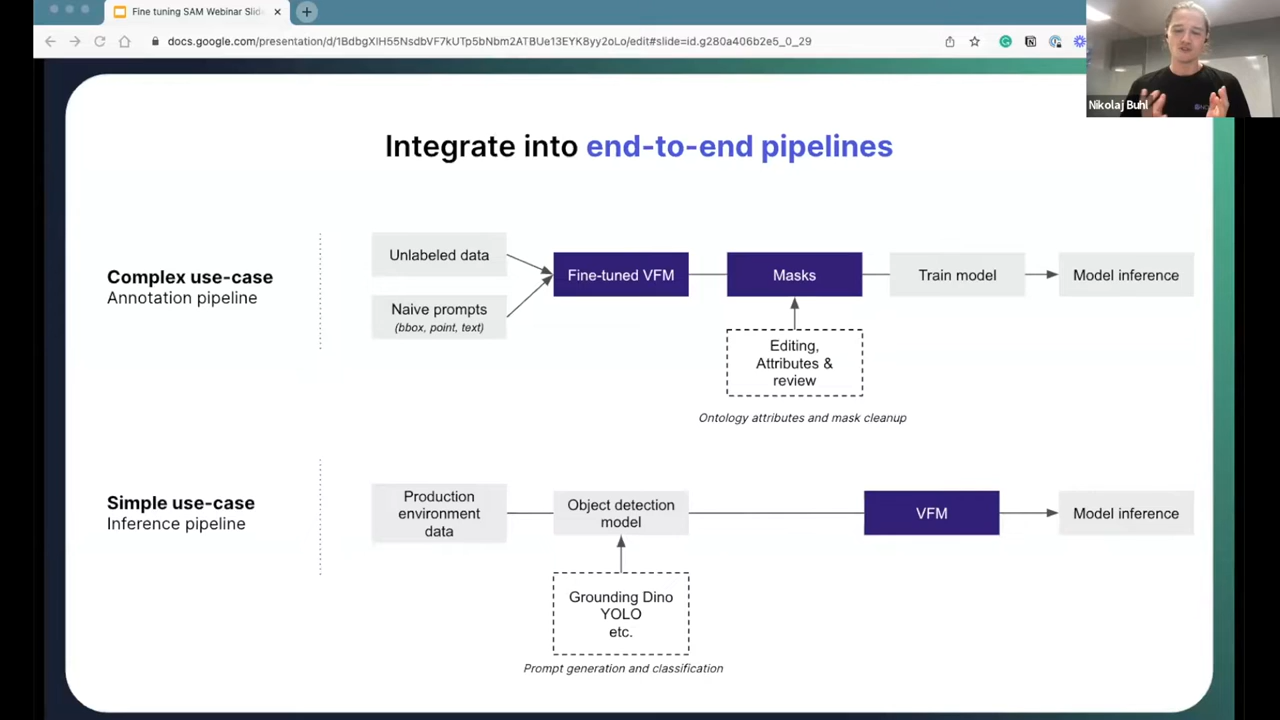 Fine tuning SAM Webinar Slid
docs.google.com/presentation/d/1BdbgXlH55NsdbVF7kUTp5bNbm2ATBUe13EYK8yy2oLo/edit#slide=id.g280a406b2e5_0_29
Nikolaj Buhl
Integrate into end-to-end pipelines
Complex use-case
Annotation pipeline
Unlabeled data
Naive prompts
(bbox, point, text)
Fine-tuned VFM
Masks
Train model
Model inference
Editing,
Attributes &
review
Ontology attributes and mask cleanup
Simple use-case
Inference pipeline
Production
environment
data
Object detection
model
VFM
Model inference
Grounding Dino
YOLO
etc.
Prompt generation and classification